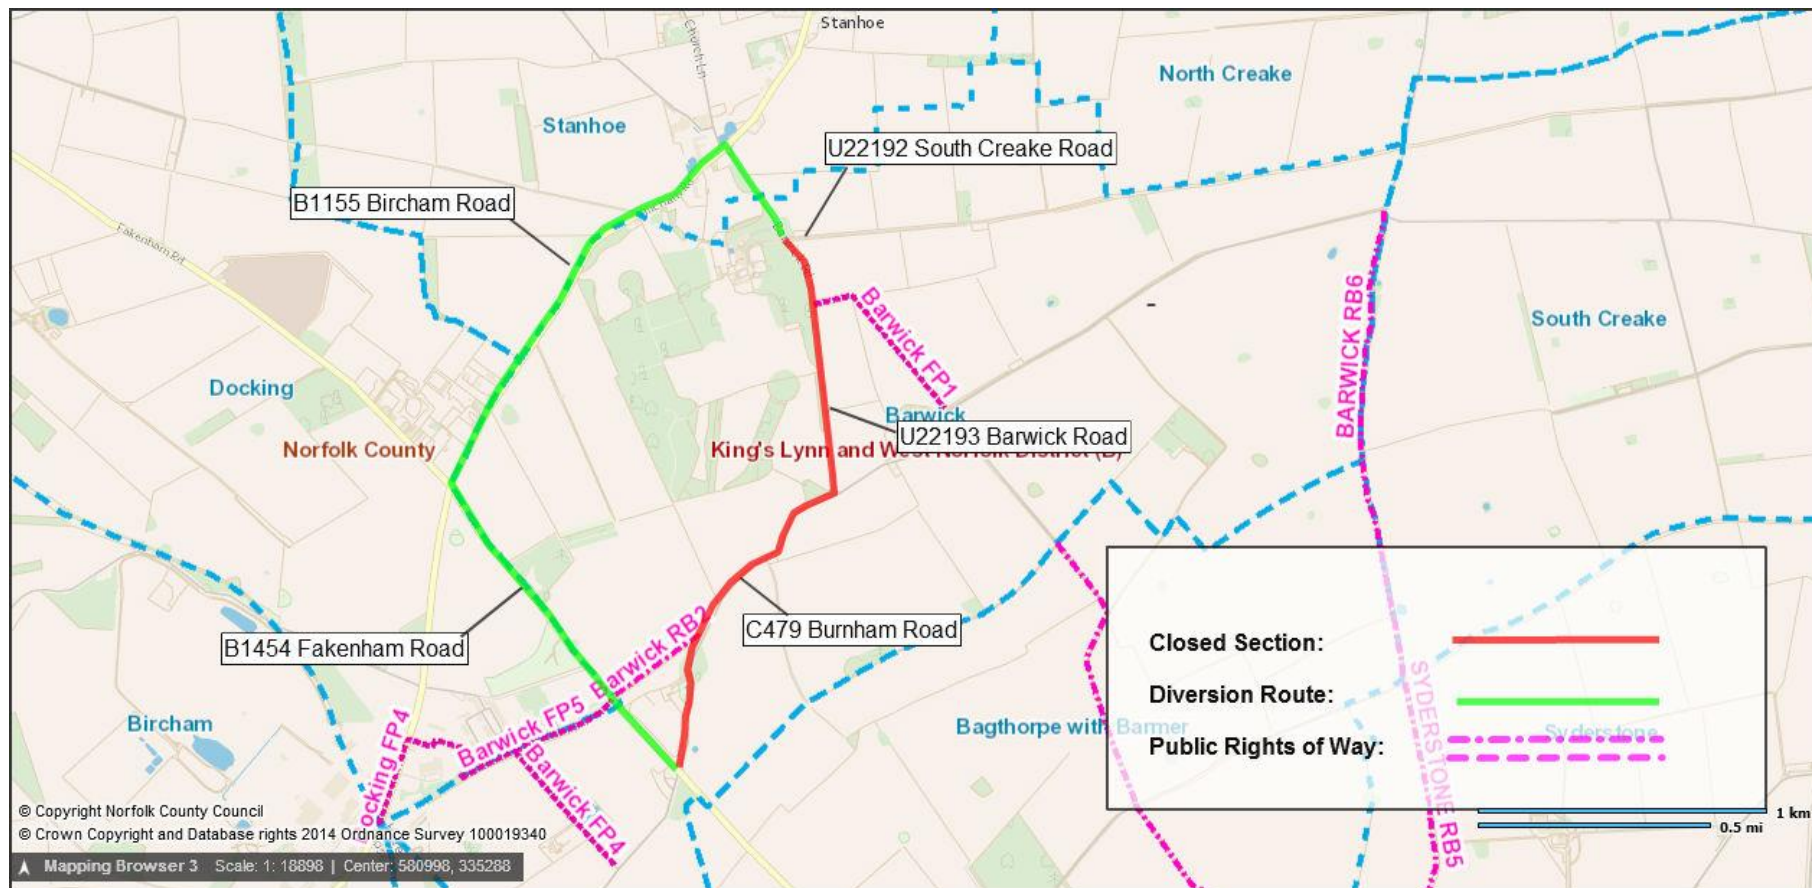 Stanhoe
Church Ln
North Creake
Stanhoe
U22192 South Creake Road
B1155 Bircham Road
Fakenham Rd
Barwick FP1
BARWICK RB6
South Creake
Docking
Barwick
U22193 Barwick Road
Norfolk County
King's Lynn and West Norfolk District (B)
C479 Burnham Road
B1454 Fakenham Road
Barwick RB2
Closed Section:
Diversion Route:
Public Rights of Way:
Bircham
Barwick FP5
Bagthorpe with Barmer
Syderstone
SYDERSTONE RB5
Docking FP4
Barwick FP4
© Copyright Norfolk County Council
© Crown Copyright and Database rights 2014 Ordnance Survey 100019340
Mapping Browser 3 Scale: 1: 18898 | Center: 580998, 335288
1 km
0.5 mi